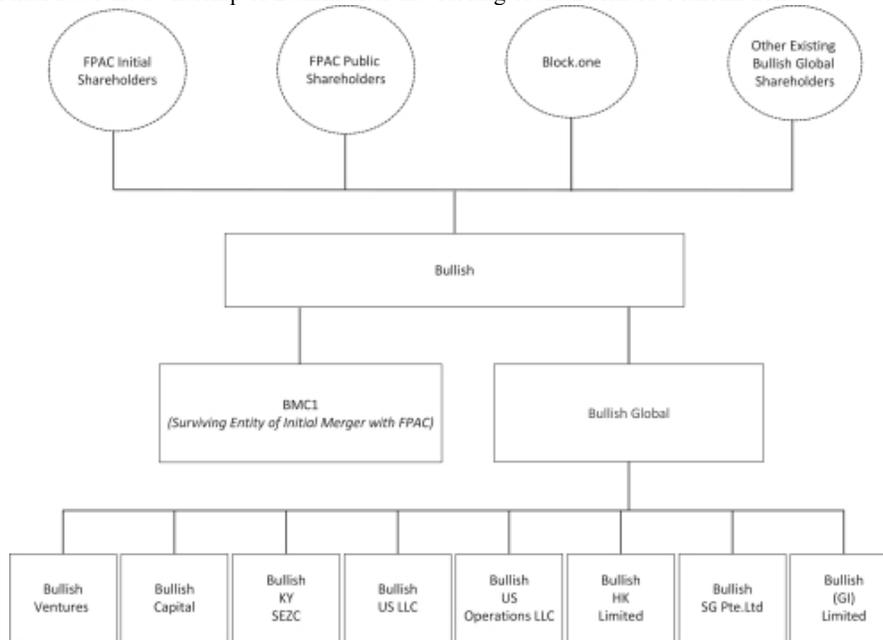 FPAC Initial
Shareholders
FPAC Public
Shareholders
Block.one
Other Existing
Bullish Global
Shareholders
Bullish
BMC1
(Surviving Entity of Initial Merger with FPAC)
Bullish Global
Bullish
Ventures
Bullish
Capital
Bullish
KY
SEZC
Bullish
US LLC
Bullish
US
Operations LLC
Bullish
HK
Limited
Bullish
SG Pte.Ltd
Bullish
(GI)
Limited